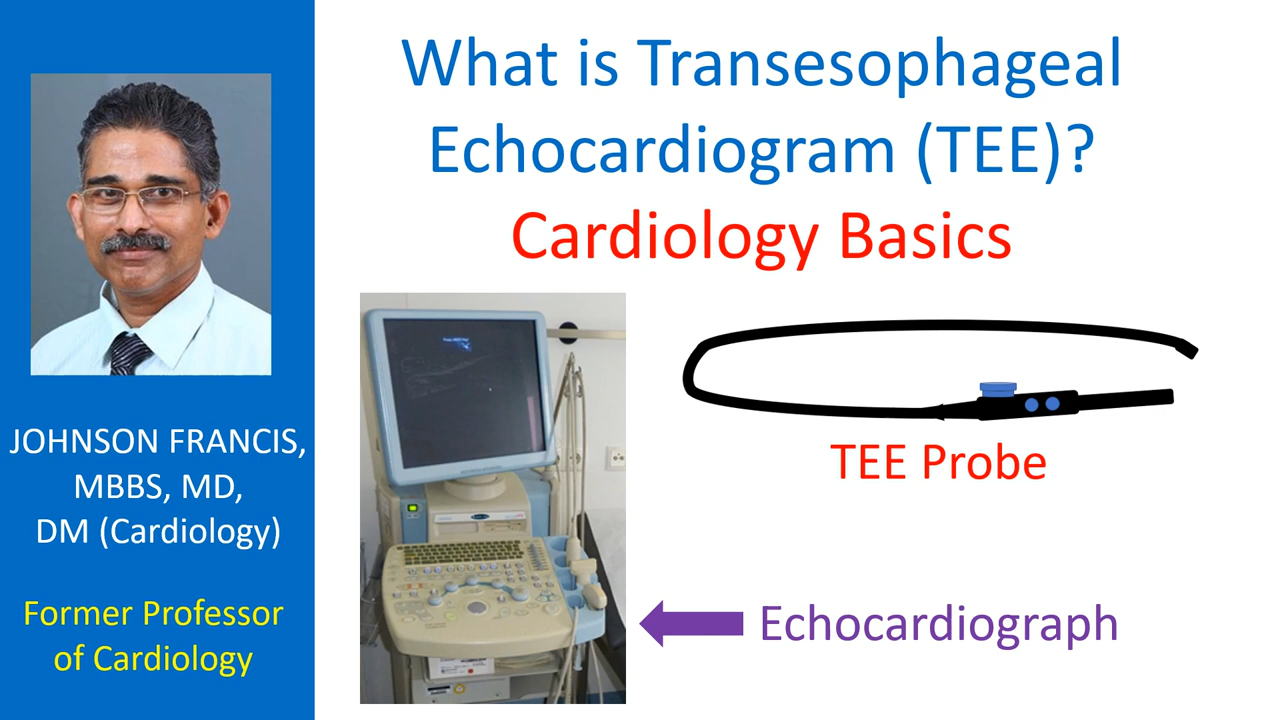 What is Transesophageal
Echocardiogram (TEE)?
Cardiology Basics
JOHNSON FRANCIS,
MBBS, MD,
DM (Cardiology)
Former Professor
of Cardiology
TEE Probe
Echocardiograph